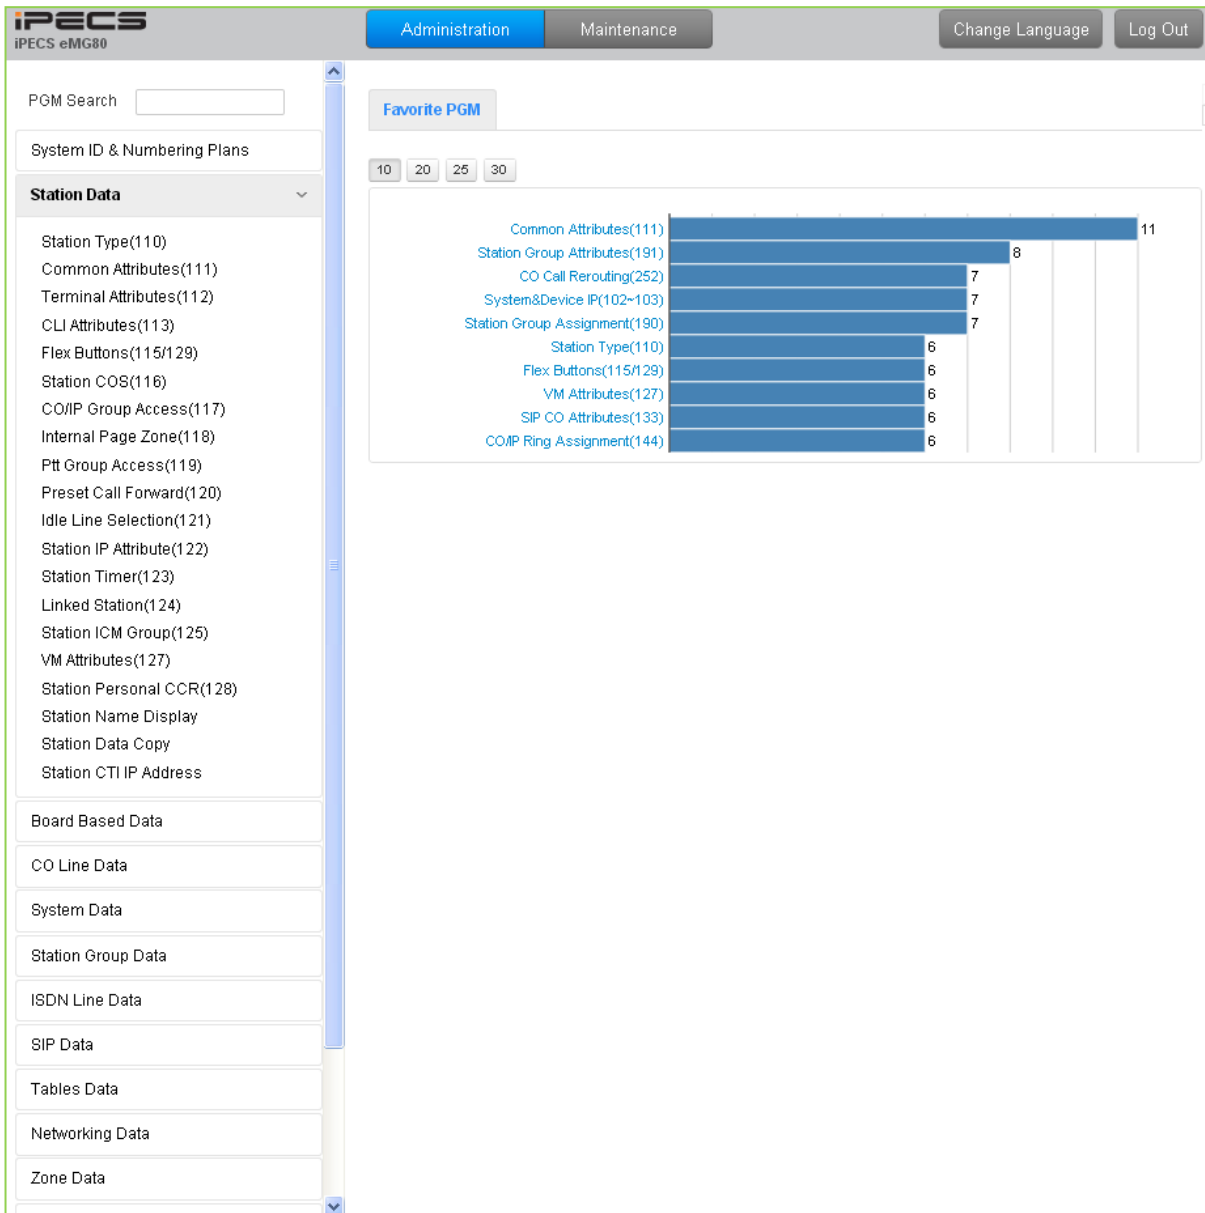 iPECS
iPECS eMG80
Administration
Maintenance
Change Language
Log Out
PGM Search
System ID & Numbering Plans
Station Data
Station Type(110)
Common Attributes(111)
Terminal Attributes(112)
CLI Attributes(113)
Flex Buttons(115/129)
Station COS(116)
CO/IP Group Access(117)
Internal Page Zone(118)
Ptt Group Access(119)
Preset Call Forward(120)
Idle Line Selection(121)
Station IP Attribute(122)
Station Timer(123)
Linked Station(124)
Station ICM Group(125)
VM Attributes(127)
Station Personal CCR(128)
Station Name Display
Station Data Copy
Station CTI IP Address
Board Based Data
CO Line Data
System Data
Station Group Data
ISDN Line Data
SIP Data
Tables Data
Networking Data
Zone Data
Favorite PGM
10 20 25 30
Common Attributes(111) 11
Station Group Attributes(191) 8
CO Call Rerouting(252) 7
System&Device IP(102~103) 7
Station Group Assignment(190) 7
Station Type(110) 6
Flex Buttons(115/129) 6
VM Attributes(127) 6
SIP CO Attributes(133) 6
CO/IP Ring Assignment(144) 6